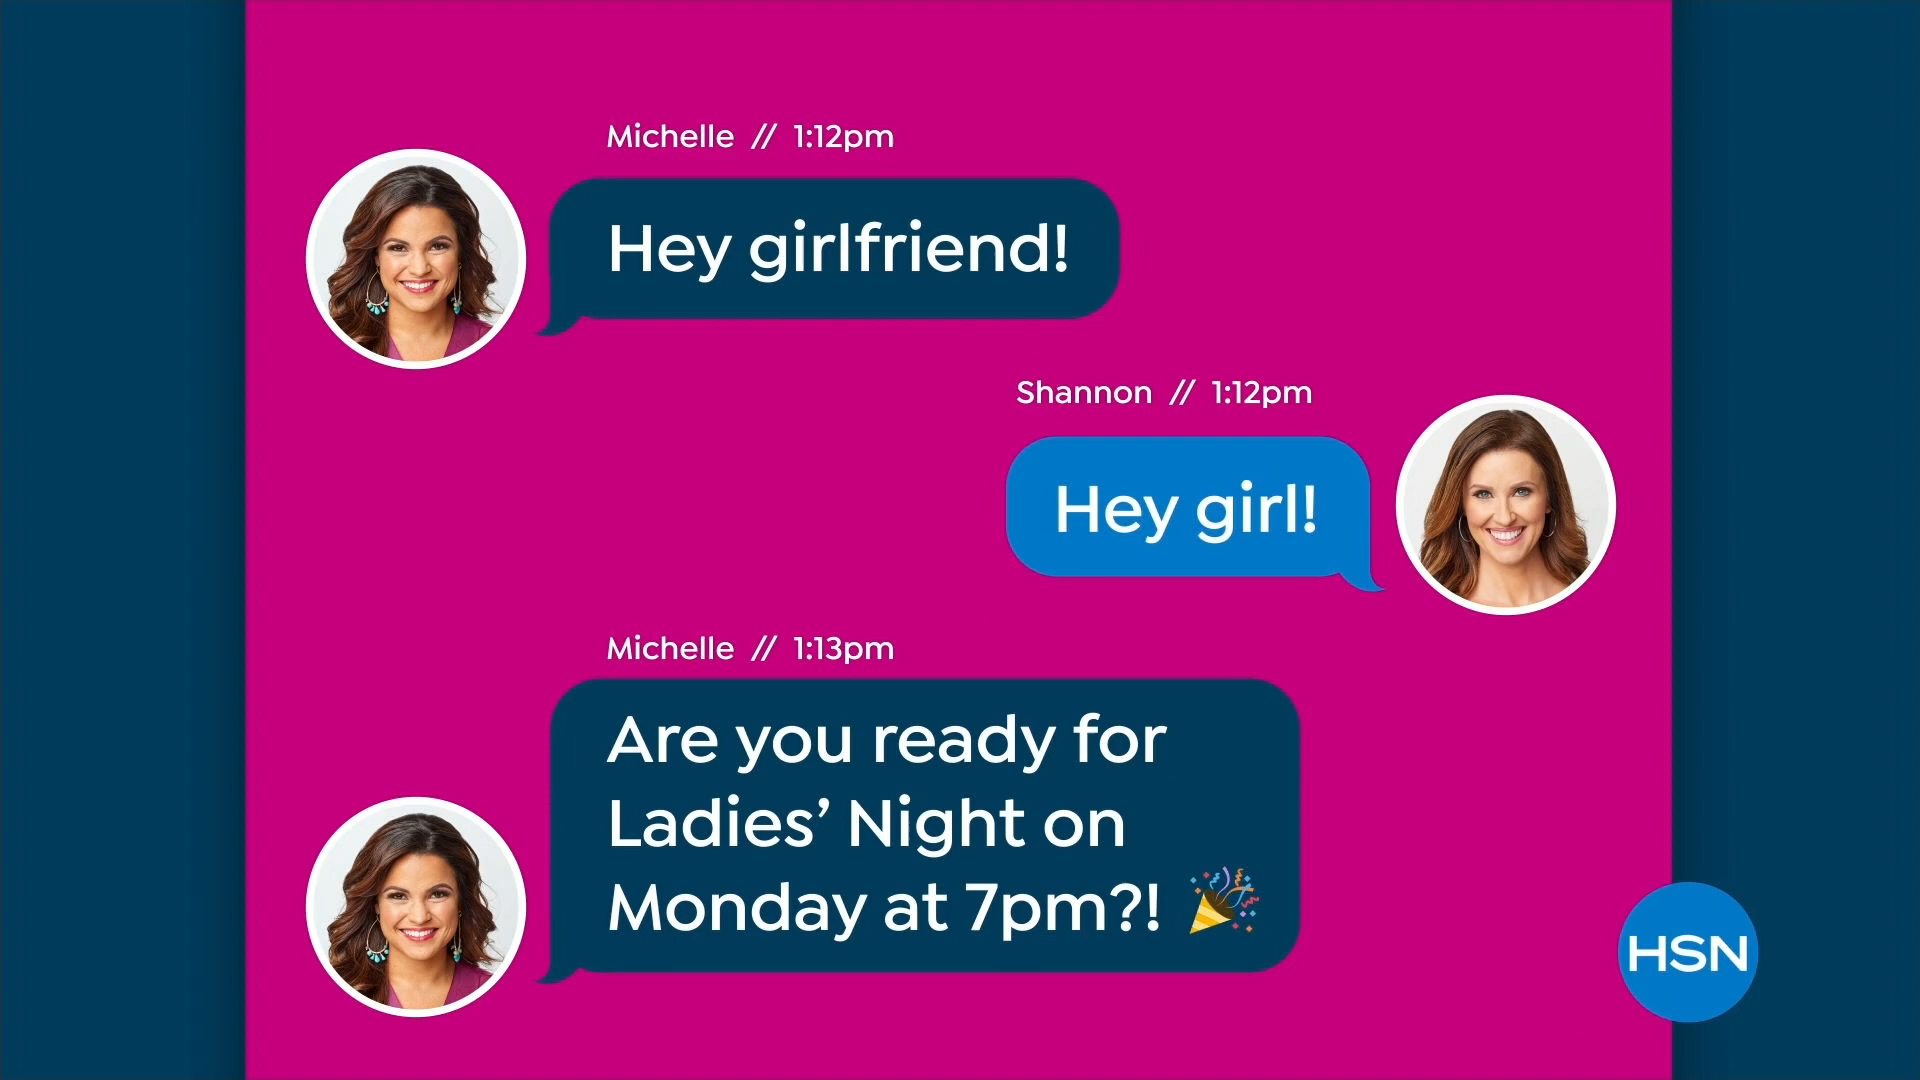 Michelle // 1:12pm
Hey girlfriend!
Shannon // 1:12pm
Hey girl!
Michelle // 1:13pm
Are you ready for
Ladies’ Night on
Monday at 7pm?! 🎉
HSN